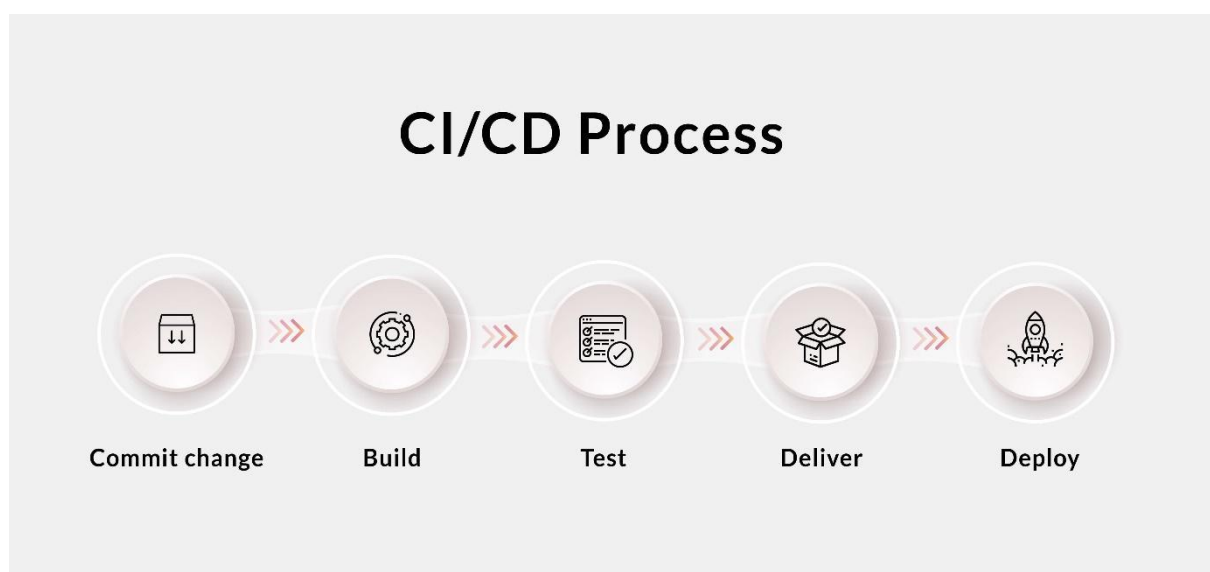 CI/CD Process
Commit change
Build
Test
Deliver
Deploy